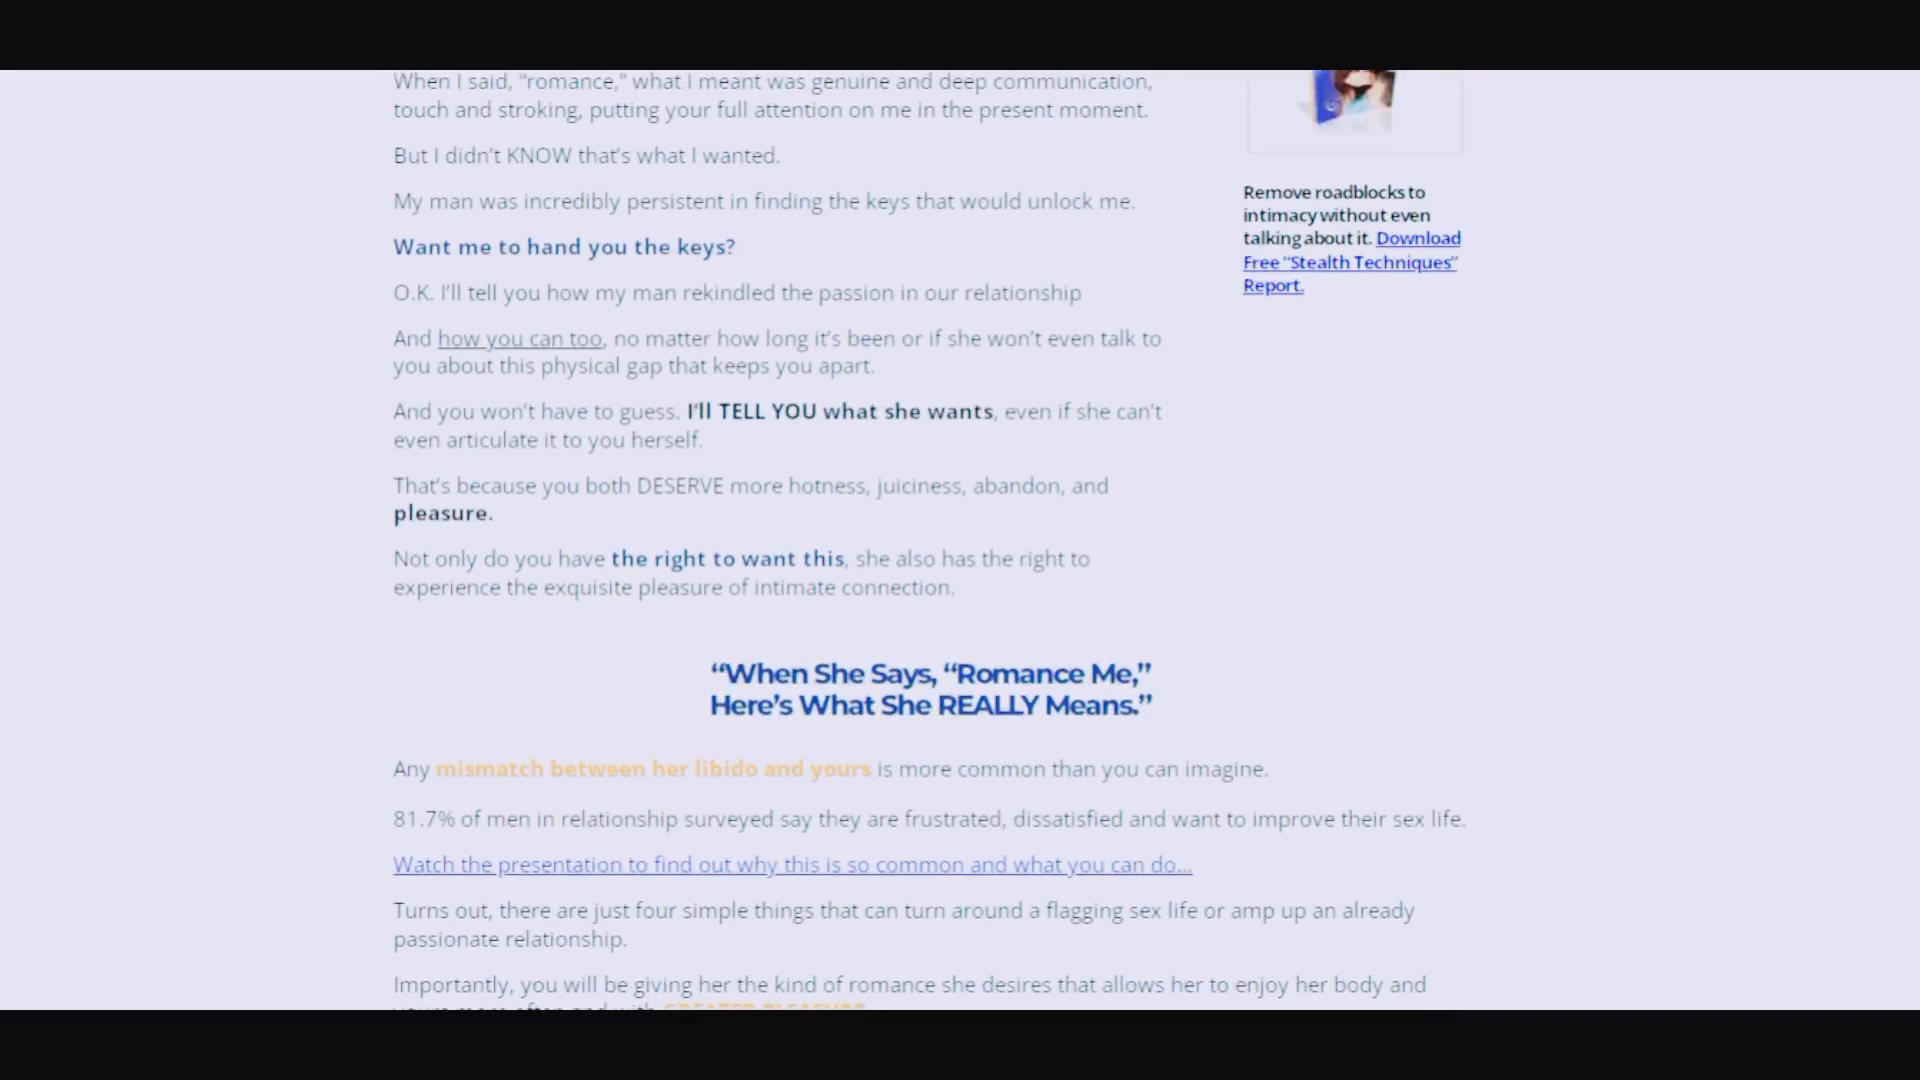 When I said, “romance,” what I meant was genuine and deep communication,
touch and stroking, putting your full attention on me in the present moment.
But I didn’t KNOW that’s what I wanted.
My man was incredibly persistent in finding the keys that would unlock me.
Want me to hand you the keys?
O.K. I’ll tell you how my man rekindled the passion in our relationship
And how you can too, no matter how long it’s been or if she won’t even talk to
you about this physical gap that keeps you apart.
And you won’t have to guess. I’ll TELL YOU what she wants, even if she can’t
even articulate it to you herself.
That’s because you both DESERVE more hotness, juiciness, abandon, and
pleasure.
Not only do you have the right to want this, she also has the right to
experience the exquisite pleasure of intimate connection.
Remove roadblocks to
intimacy without even
talking about it. Download
Free “Stealth Techniques”
Report.
“When She Says, “Romance Me,”
Here’s What She REALLY Means.”
Any mismatch between her libido and yours is more common than you can imagine.
81.7% of men in relationship surveyed say they are frustrated, dissatisfied and want to improve their sex life.
Watch the presentation to find out why this is so common and what you can do...
Turns out, there are just four simple things that can turn around a flagging sex life or amp up an already
passionate relationship.
Importantly, you will be giving her the kind of romance she desires that allows her to enjoy her body and
yours more often and with GREATER PLEASURE